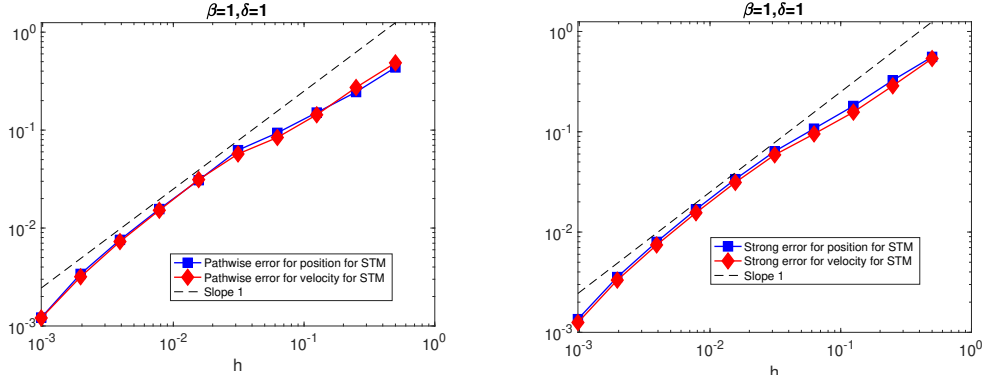 β=1,δ=1
10^0
10^-1
10^-2
10^-3
Pathwise error for position for STM
Pathwise error for velocity for STM
Slope 1
10^-3
10^-2
10^-1
10^0
h
β=1,δ=1
10^0
10^-1
10^-2
10^-3
Strong error for position for STM
Strong error for velocity for STM
Slope 1
10^-3
10^-2
10^-1
10^0
h